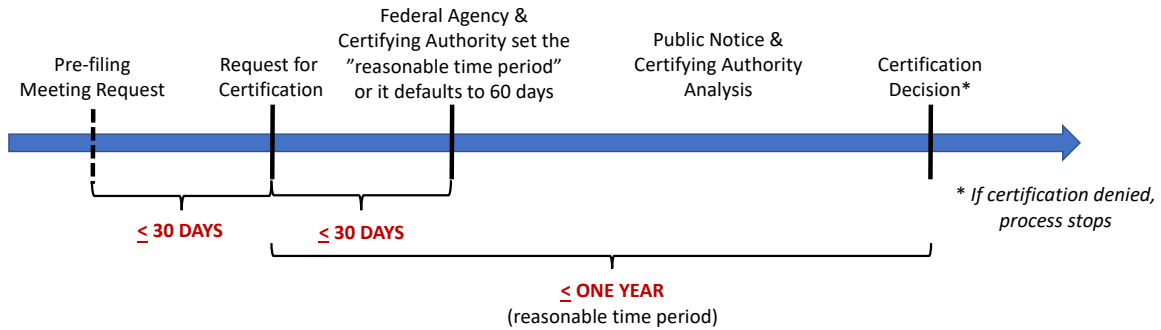 Pre-filing
Meeting Request
Request for
Certification
Federal Agency &
Certifying Authority set the
”reasonable time period”
or it defaults to 60 days
Public Notice &
Certifying Authority
Analysis
Certification
Decision*
≤ 30 DAYS
≤ 30 DAYS
* If certification denied,
process stops
≤ ONE YEAR
(reasonable time period)